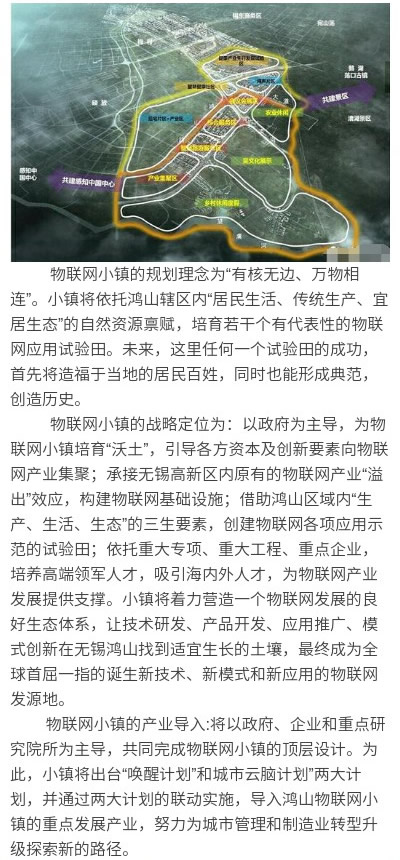 锡东新商务区
共建景区
农业休闲
综合服务区
吴文化展示
产业集聚区
共建感知中国中心
感知中
国中心
乡村休闲度假
物联网小镇的规划理念为“有核无边、万物相
连”。小镇将依托鸿山辖区内“居民生活、传统生产、宜
居生态”的自然资源禀赋，培育若干个有代表性的物联
网应用试验田。未来，这里任何一个试验田的成功，
首先将造福于当地的居民百姓，同时也能形成典范，
创造历史。
物联网小镇的战略定位为：以政府为主导，为物
联网小镇培育“沃土”，引导各方资本及创新要素向物联
网产业集聚；承接无锡高新区内原有的物联网产业“溢
出”效应，构建物联网基础设施；借助鸿山区域内“生
产、生活、生态”的三生要素，创建物联网各项应用示
范的试验田；依托重大专项、重大工程、重点企业，
培养高端领军人才，吸引海内外人才，为物联网产业
发展提供支撑。小镇将着力营造一个物联网发展的良
好生态体系，让技术研发、产品开发、应用推广、模
式创新在无锡鸿山找到适宜生长的土壤，最终成为全
球首屈一指的诞生新技术、新模式和新应用的物联网
发源地。
物联网小镇的产业导入:将以政府、企业和重点研
究院所为主导，共同完成物联网小镇的顶层设计。为
此，小镇将出台“唤醒计划”和城市云脑计划”两大计
划，并通过两大计划的联动实施，导入鸿山物联网小
镇的重点发展产业，努力为城市管理和制造业转型升
级探索新的路径。